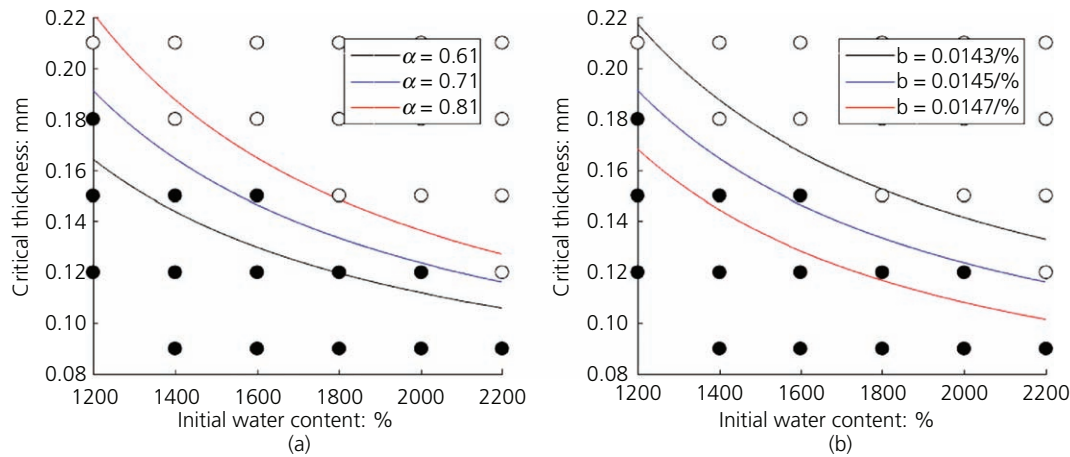 0.22
0.20
0.18
0.16
0.14
0.12
0.10
0.08
Critical thickness: mm
α = 0.61
α = 0.71
α = 0.81
1200 1400 1600 1800 2000 2200
Initial water content: %
(a)
0.22
0.20
0.18
0.16
0.14
0.12
0.10
0.08
Critical thickness: mm
b = 0.0143/%
b = 0.0145/%
b = 0.0147/%
1200 1400 1600 1800 2000 2200
Initial water content: %
(b)